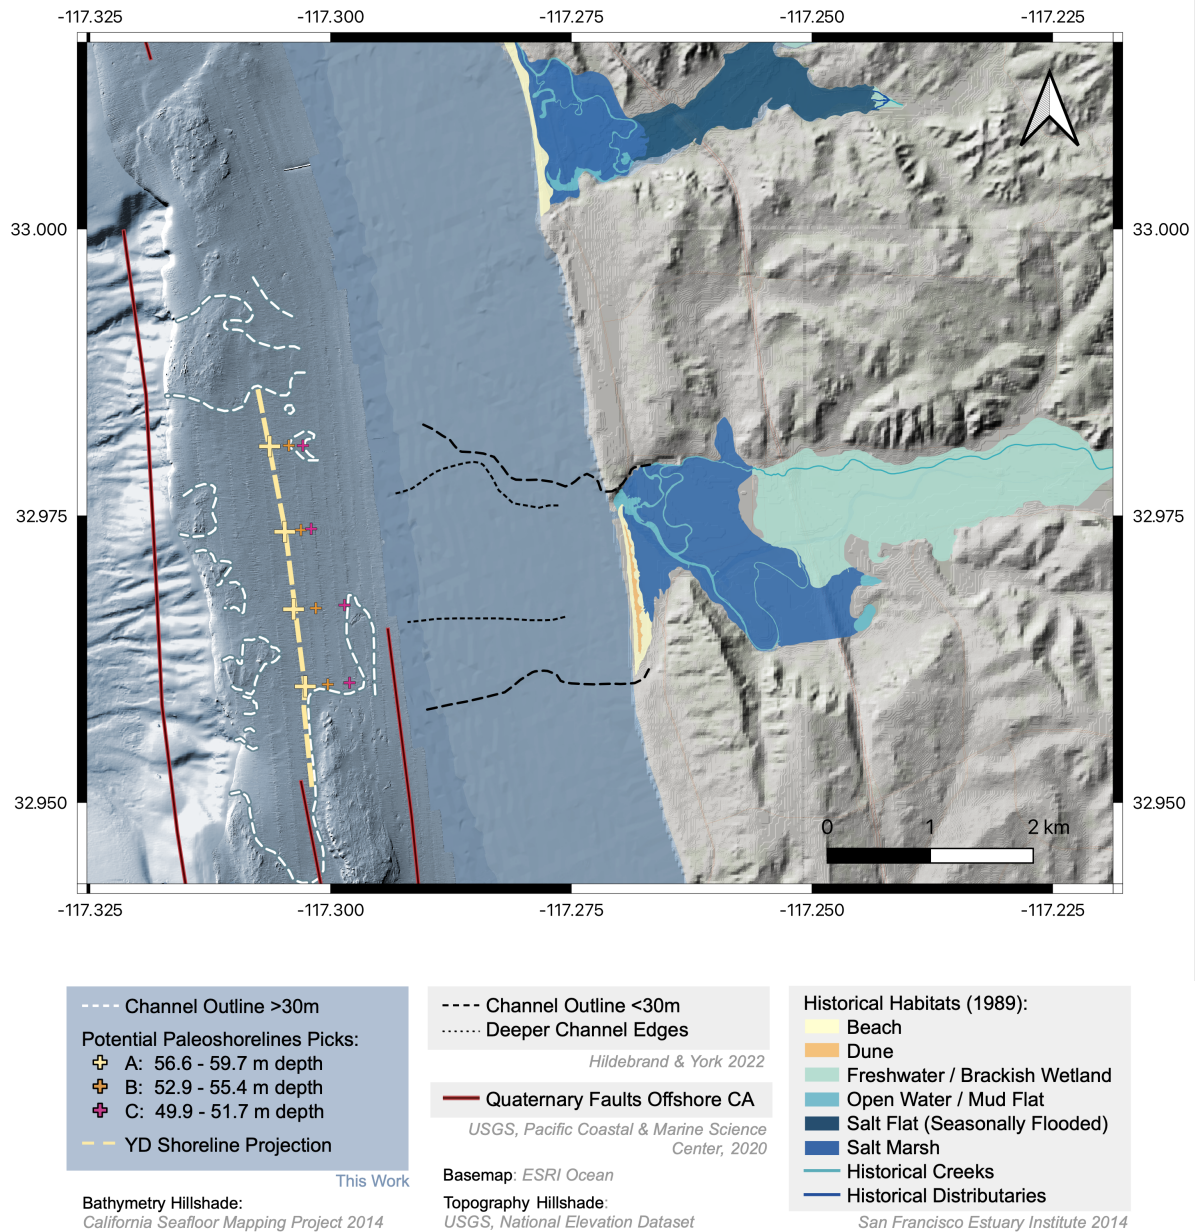 -117.325 -117.300 -117.275 -117.250 -117.225
33.000 33.000
32.975 32.975
32.950 32.950
0 1 2 km
-117.325 -117.300 -117.275 -117.250 -117.225
Channel Outline >30m
Potential Paleoshorelines Picks:
A: 56.6 - 59.7 m depth
B: 52.9 - 55.4 m depth
C: 49.9 - 51.7 m depth
YD Shoreline Projection
This Work
Bathymetry Hillshade:
California Seafloor Mapping Project 2014
Channel Outline <30m
Deeper Channel Edges
Hildebrand & York 2022
Quaternary Faults Offshore CA
USGS, Pacific Coastal & Marine Science
Center, 2020
Basemap: ESRI Ocean
Topography Hillshade:
USGS, National Elevation Dataset
Historical Habitats (1989):
Beach
Dune
Freshwater / Brackish Wetland
Open Water / Mud Flat
Salt Flat (Seasonally Flooded)
Salt Marsh
Historical Creeks
Historical Distributaries
San Francisco Estuary Institute 2014